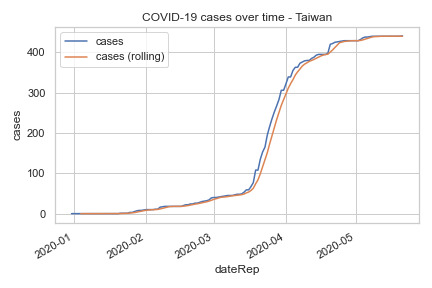 COVID-19 cases over time - Taiwan
cases
cases (rolling)
400
300
200
100
0
cases
2020-01
2020-02
2020-03
2020-04
2020-05
dateRep